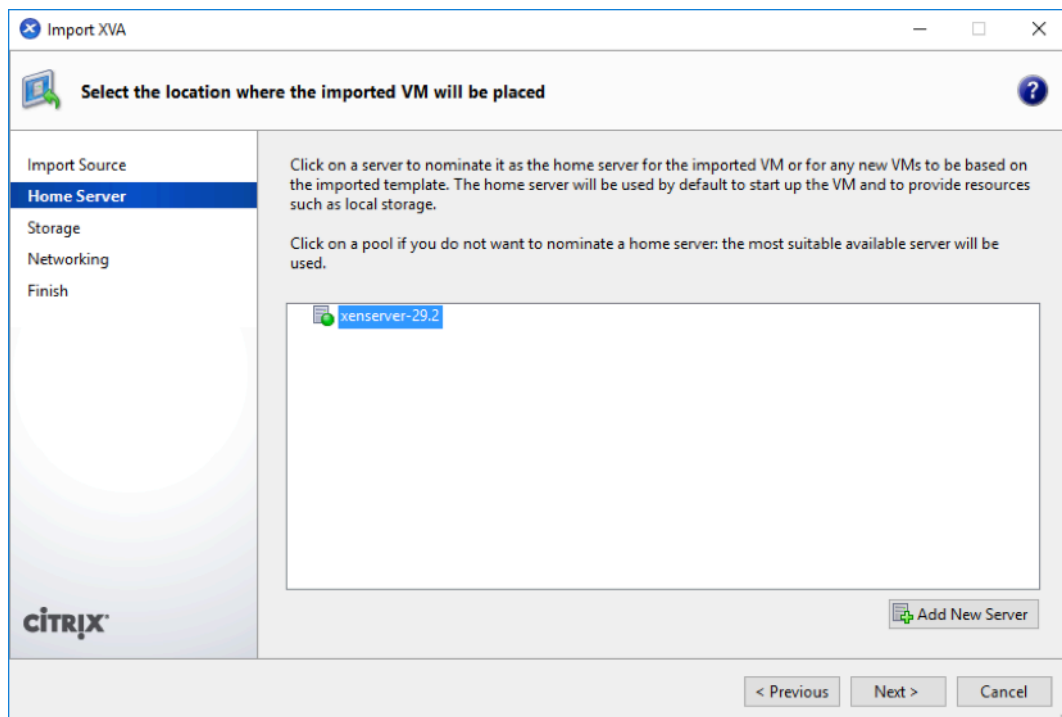 Import XVA
Select the location where the imported VM will be placed
?
Import Source
Home Server
Storage
Networking
Finish
Click on a server to nominate it as the home server for the imported VM or for any new VMs to be based on
the imported template. The home server will be used by default to start up the VM and to provide resources
such as local storage.
Click on a pool if you do not want to nominate a home server: the most suitable available server will be
used.
xenserver-29.2
Add New Server
CİTRIX
< Previous
Next >
Cancel